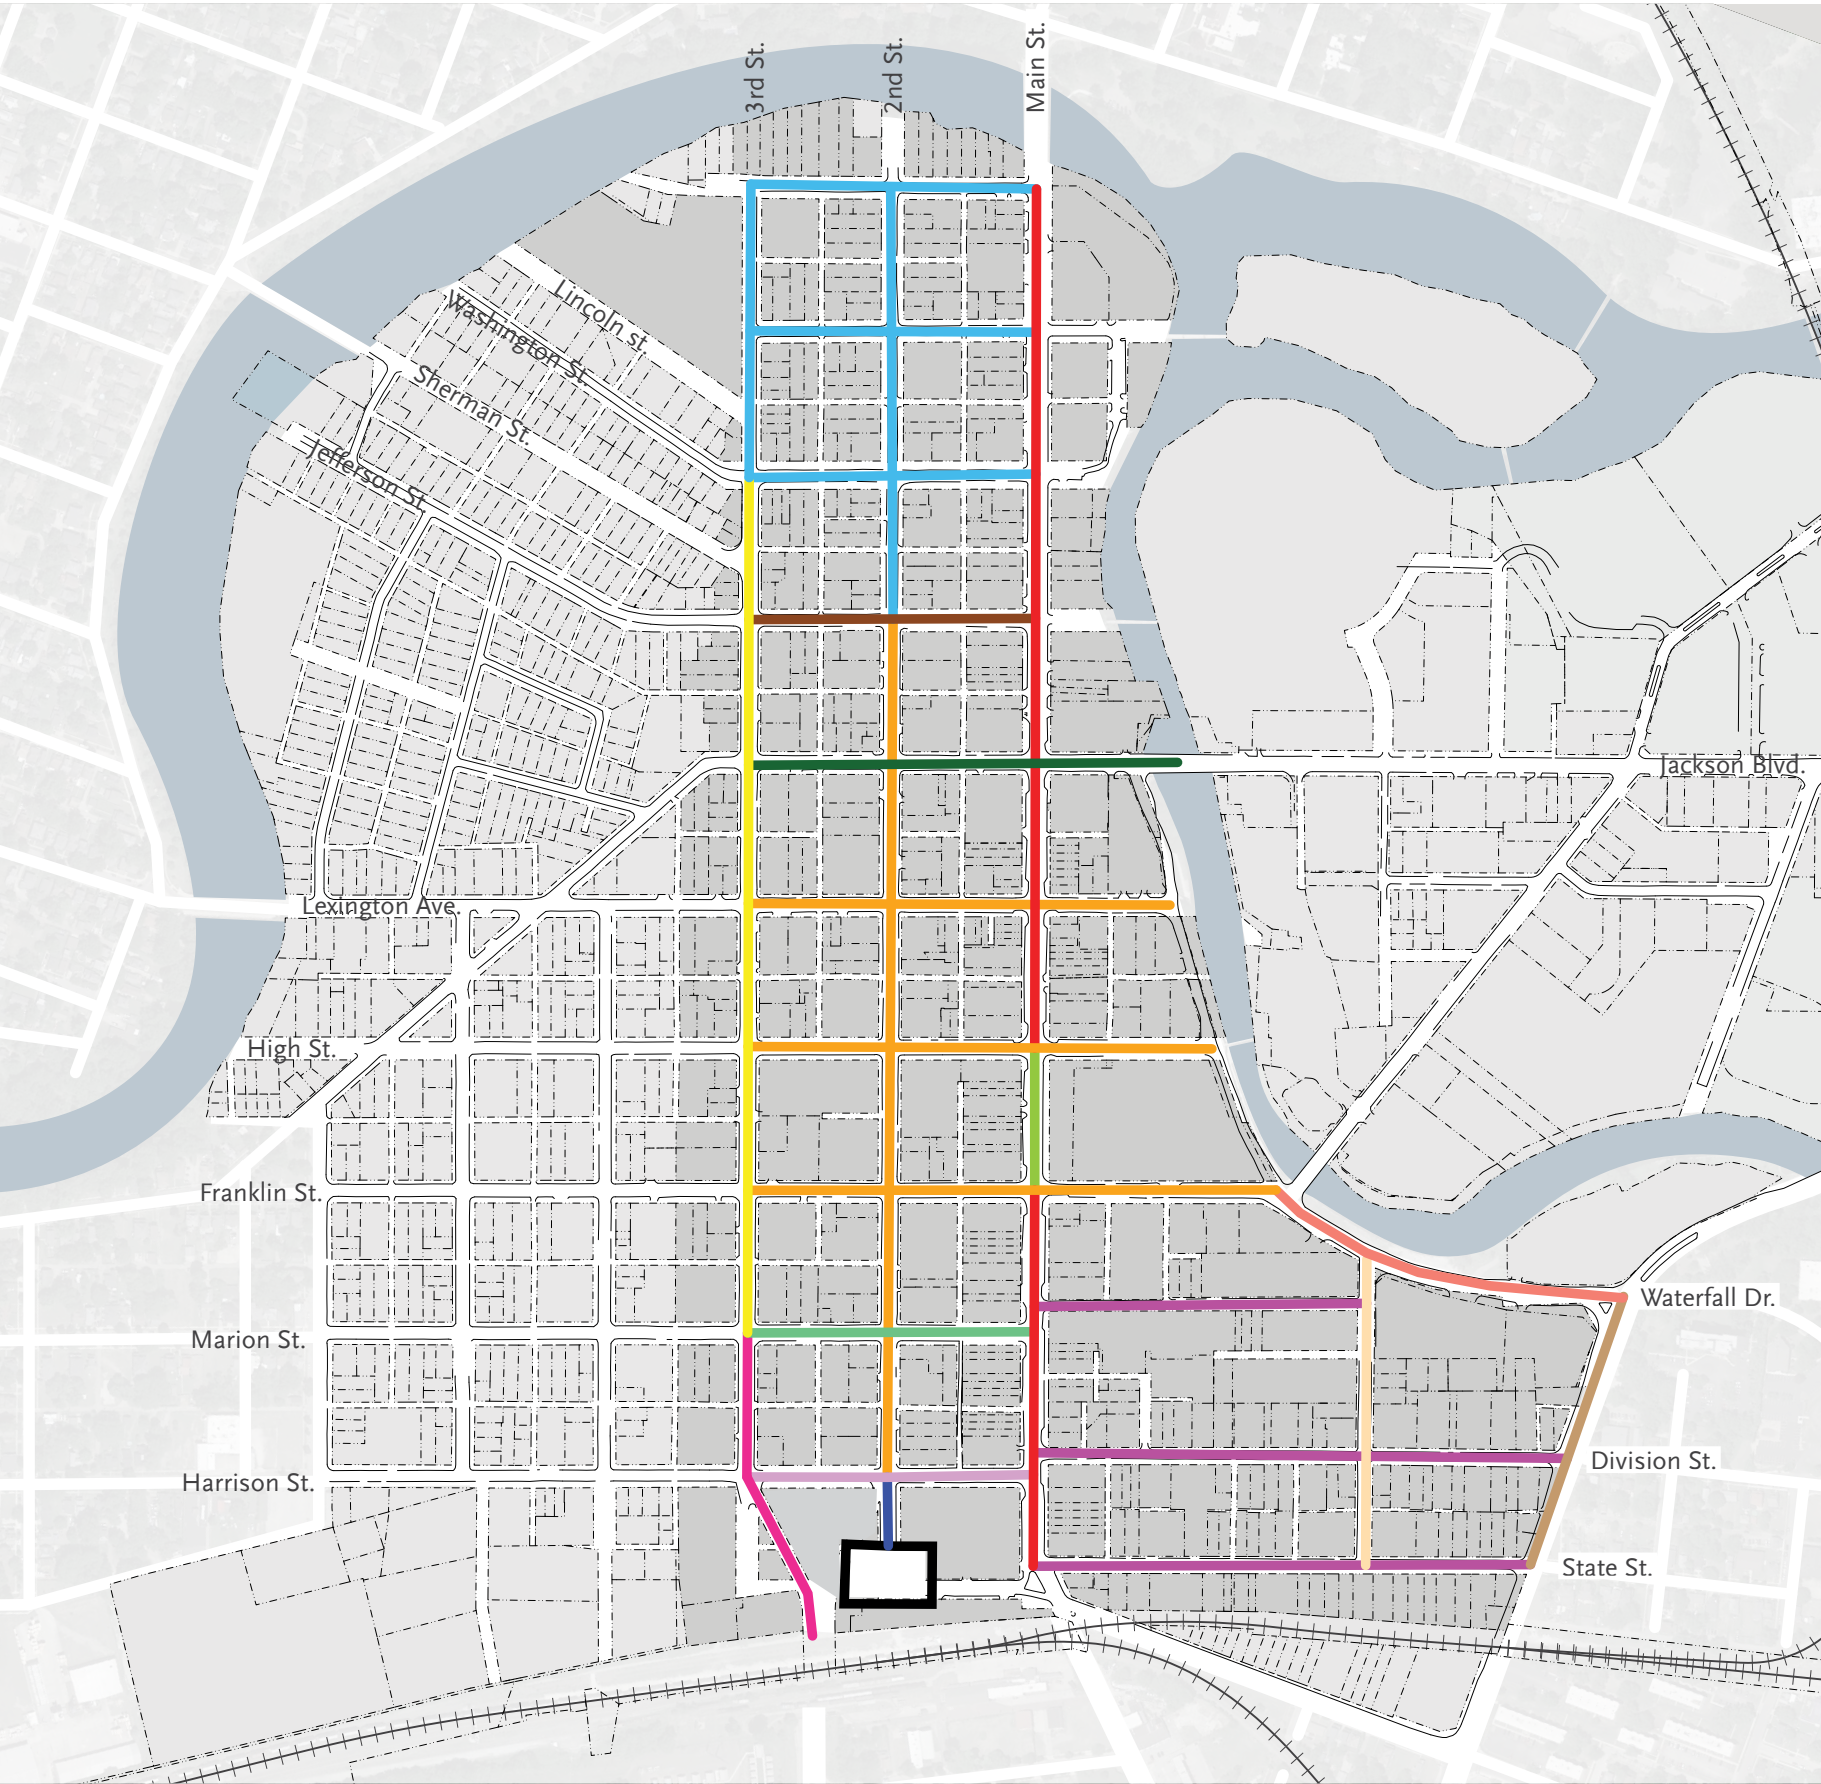 3rd St.
2nd St.
Main St.
Lincoln st.
Washington St.
Sherman St.
Jefferson St.
Jackson Blvd.
Lexington Ave.
High St.
Franklin St.
Waterfall Dr.
Marion St.
Division St.
Harrison St.
State St.